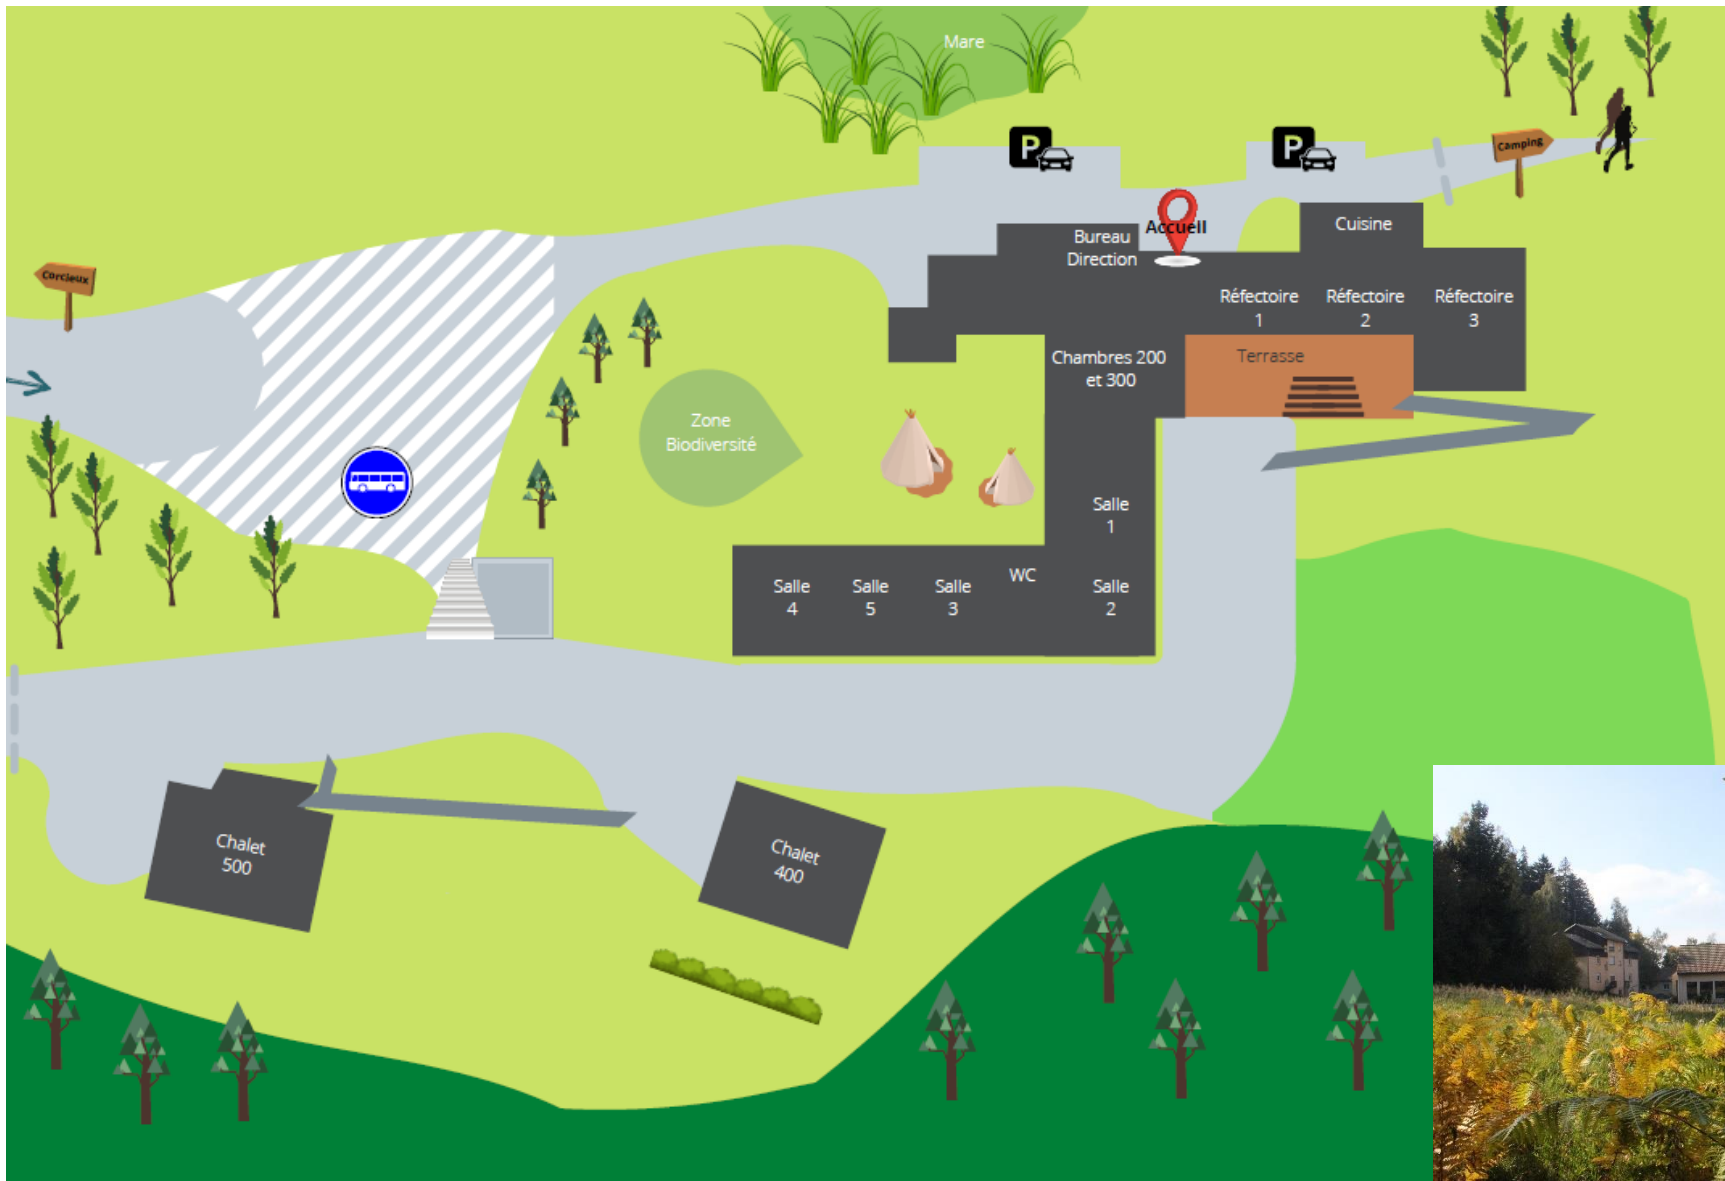 Mare
P
P
Camping
Accueil
Cuisine
Bureau
Direction
Corcieux
Réfectoire
1
Réfectoire
2
Réfectoire
3
Terrasse
Chambres 200
et 300
Zone
Biodiversité
Salle
1
WC
Salle
4
Salle
5
Salle
3
Salle
2
Chalet
500
Chalet
400